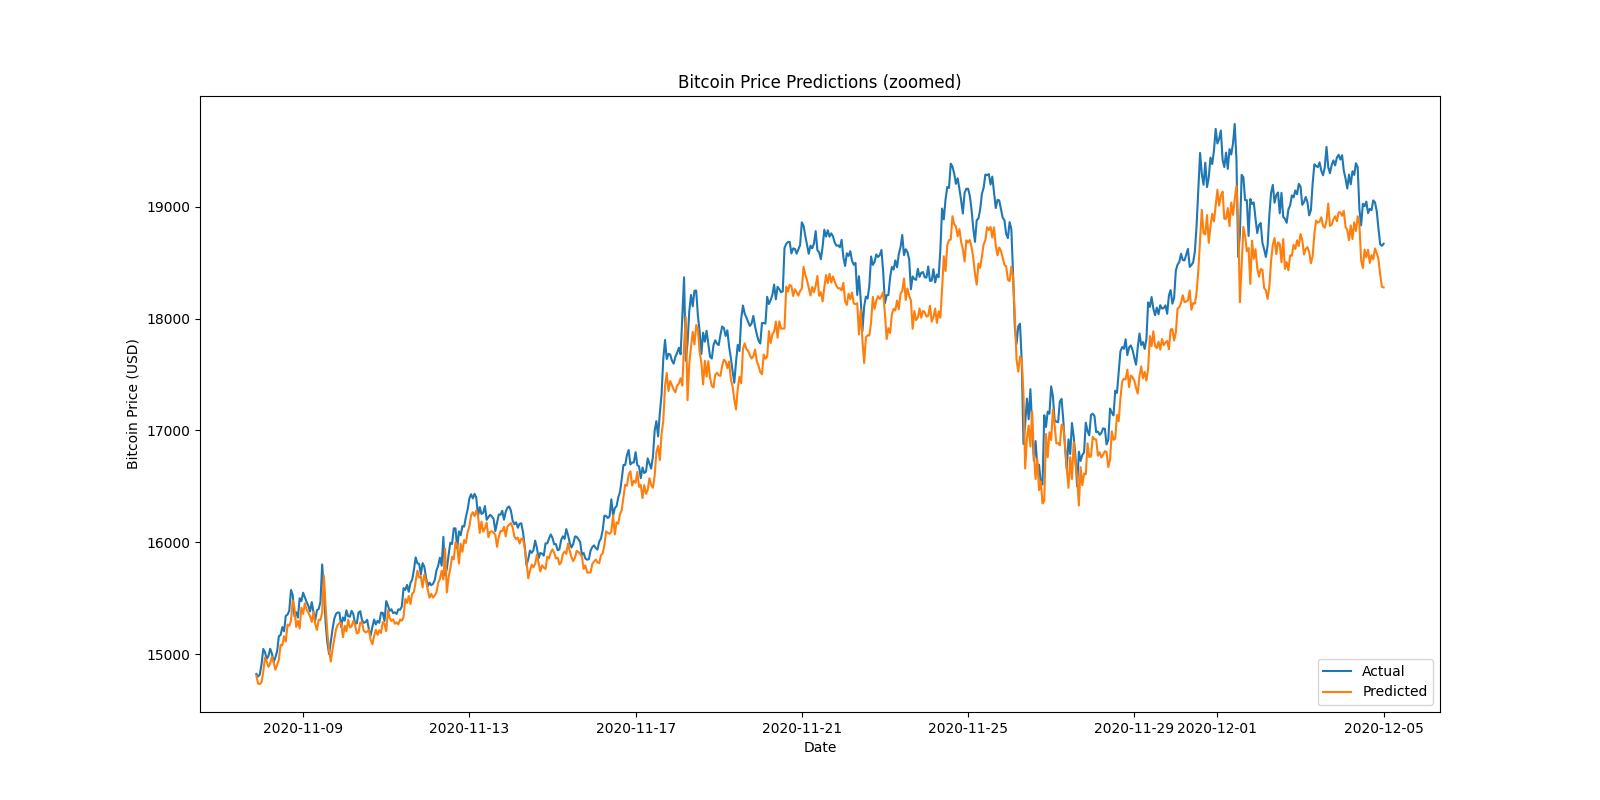 Bitcoin Price Predictions (zoomed)
Bitcoin Price (USD)
19000
18000
17000
16000
15000
2020-11-09 2020-11-13 2020-11-17 2020-11-21 2020-11-25 2020-11-29 2020-12-01 2020-12-05
Date
Actual
Predicted